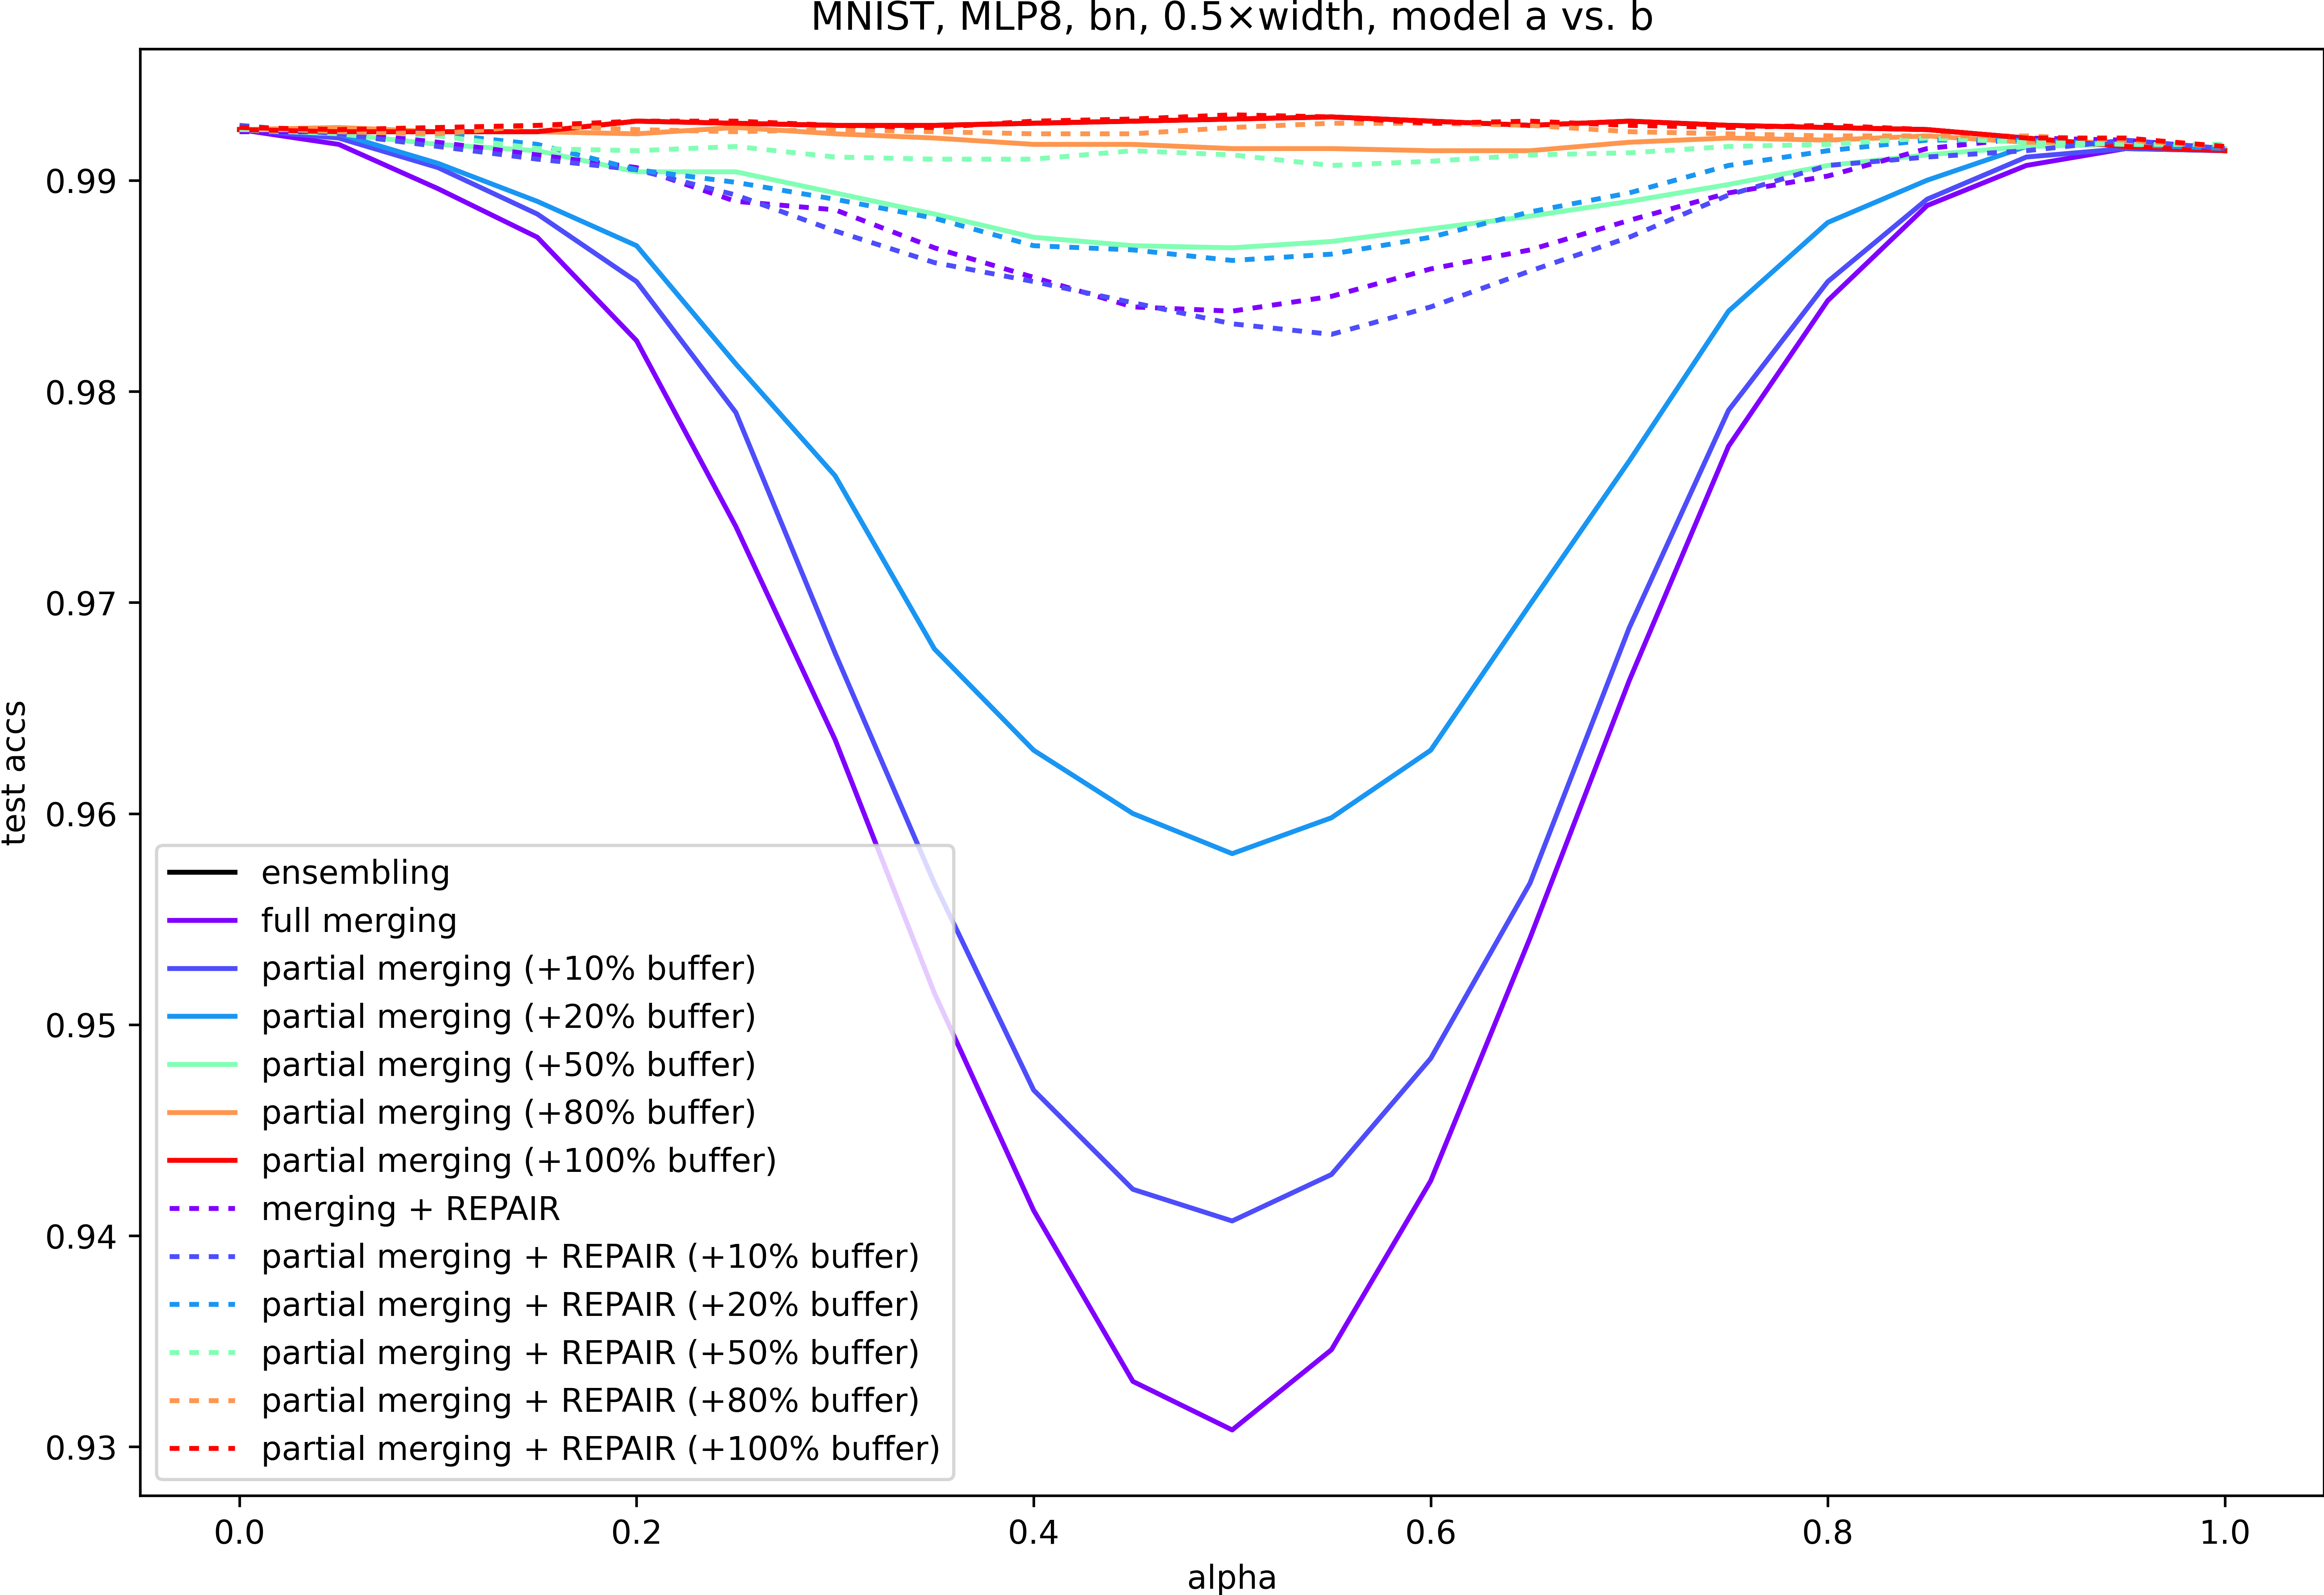 MNIST, MLP8, bn, 0.5×width, model a vs. b
test accs
0.99
0.98
0.97
0.96
0.95
0.94
0.93
ensembling
full merging
partial merging (+10% buffer)
partial merging (+20% buffer)
partial merging (+50% buffer)
partial merging (+80% buffer)
partial merging (+100% buffer)
merging + REPAIR
partial merging + REPAIR (+10% buffer)
partial merging + REPAIR (+20% buffer)
partial merging + REPAIR (+50% buffer)
partial merging + REPAIR (+80% buffer)
partial merging + REPAIR (+100% buffer)
0.0 0.2 0.4 0.6 0.8 1.0
alpha